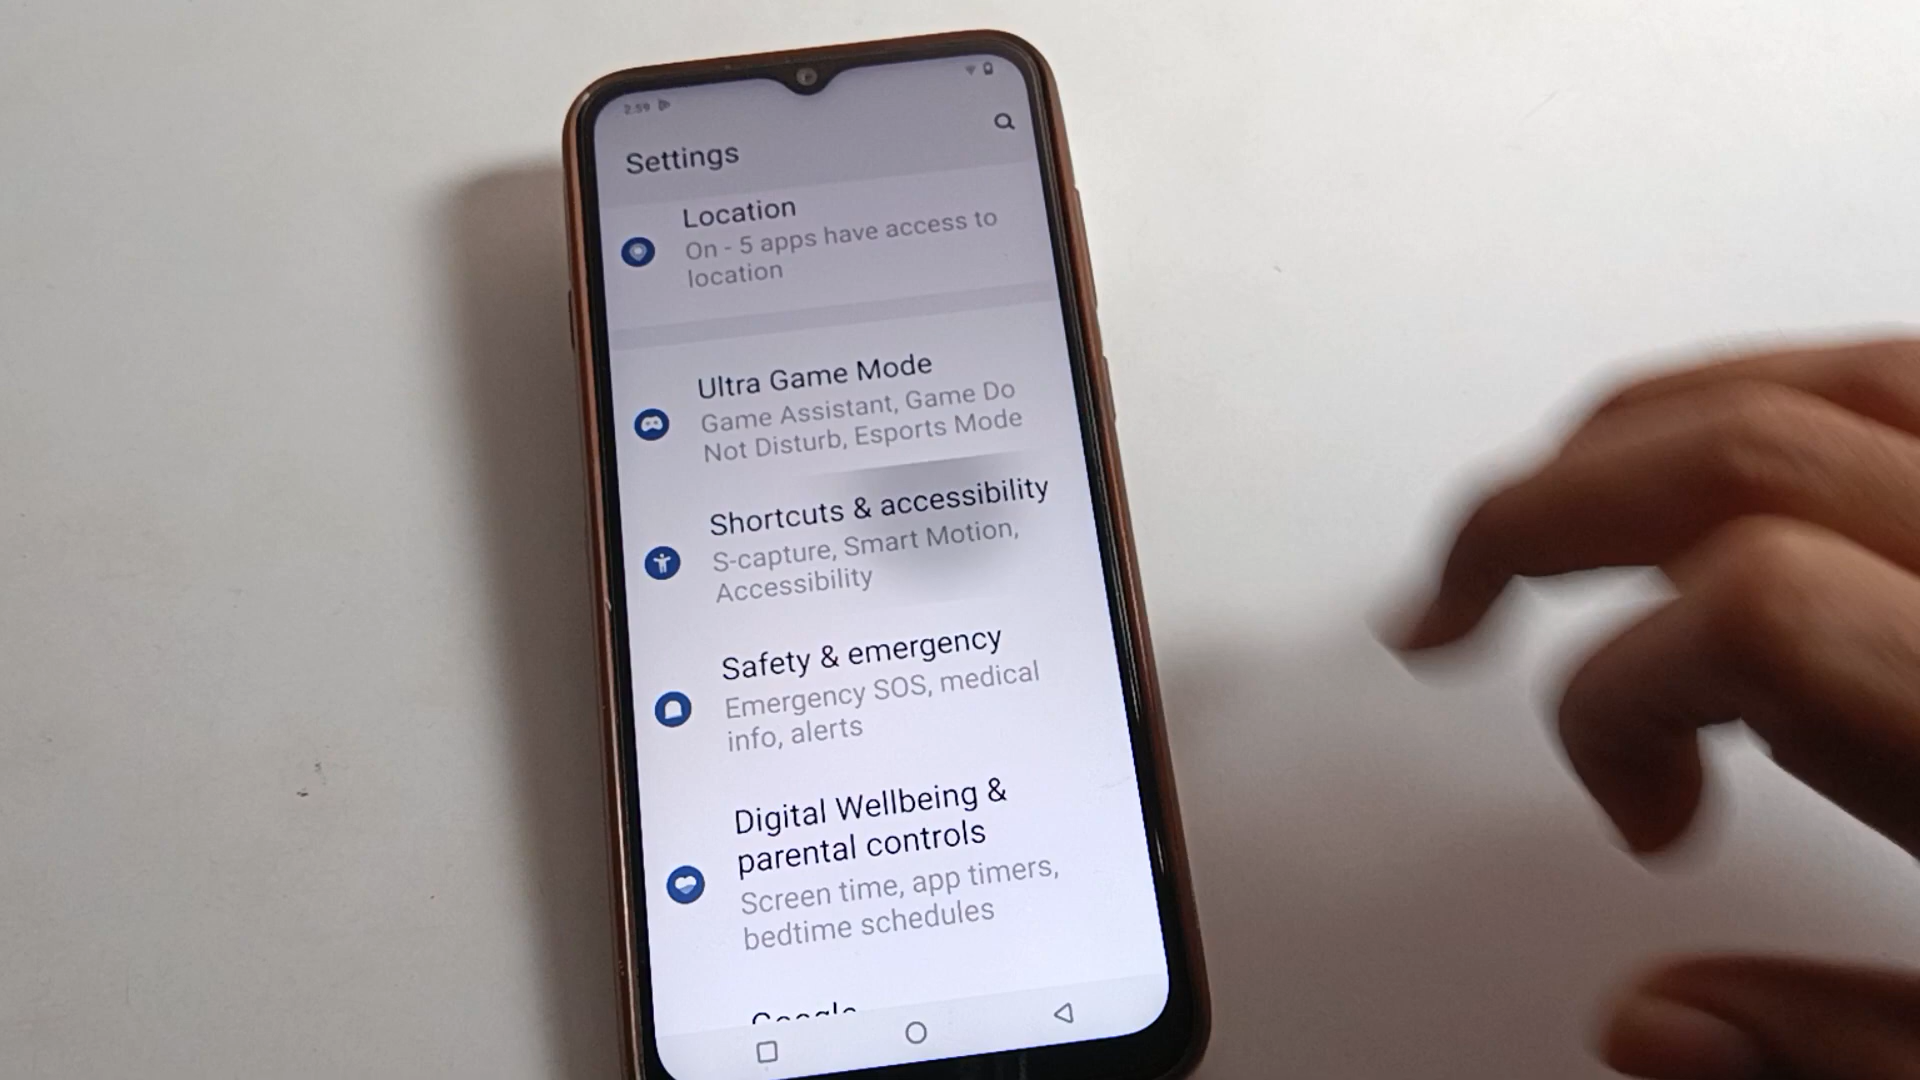 2:59
Settings
Location
On - 5 apps have access to
location
Ultra Game Mode
Game Assistant, Game Do
Not Disturb, Esports Mode
Shortcuts & accessibility
S-capture, Smart Motion,
Accessibility
Safety & emergency
Emergency SOS, medical
info, alerts
Digital Wellbeing &
parental controls
Screen time, app timers,
bedtime schedules
Google